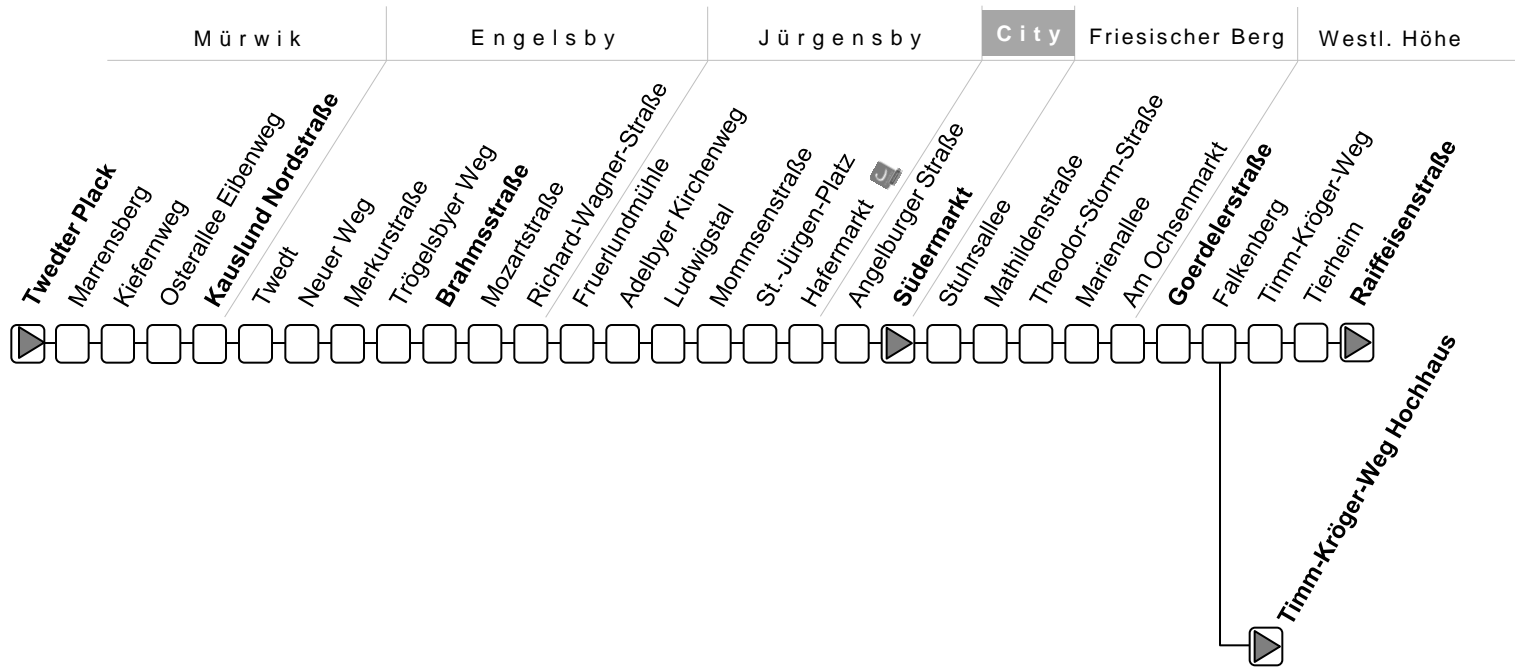 Mürwik
Engelsby
Jürgensby
City
Friesischer Berg
Westl. Höhe
Twedter Plack
Marrensberg
Kiefernweg
Osterallee Eibenweg
Kauslund Nordstraße
Twedt
Neuer Weg
Merkurstraße
Trögelsbyer Weg
Brahmsstraße
Mozartstraße
Richard-Wagner-Straße
Fruerlundmühle
Adelbyer Kirchenweg
Ludwigstal
Mommsenstraße
St.-Jürgen-Platz
Hafermarkt
Angelburger Straße
Südermarkt
Stuhrsallee
Mathildenstraße
Theodor-Storm-Straße
Marienallee
Am Ochsenmarkt
Goerdelerstraße
Falkenberg
Timm-Kröger-Weg
Tierheim
Raiffeisenstraße
Timm-Kröger-Weg Hochhaus